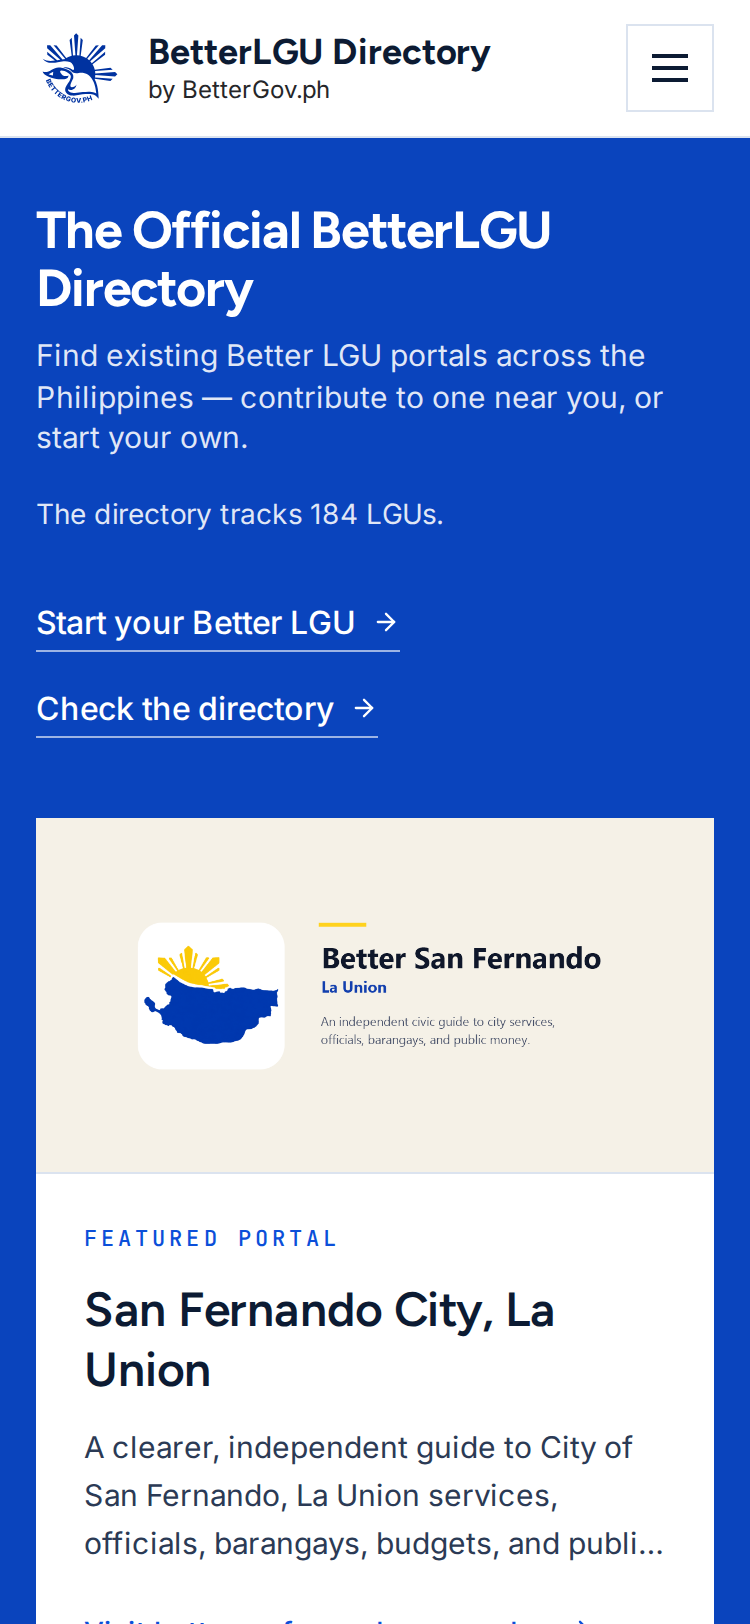 BETTERGOV.PH
BetterLGU Directory
by BetterGov.ph
The Official BetterLGU
Directory
Find existing Better LGU portals across the
Philippines — contribute to one near you, or
start your own.
The directory tracks 184 LGUs.
Start your Better LGU →
Check the directory →
Better San Fernando
La Union
An independent civic guide to city services,
officials, barangays, and public money.
FEATURED PORTAL
San Fernando City, La
Union
A clearer, independent guide to City of
San Fernando, La Union services,
officials, barangays, budgets, and publi...